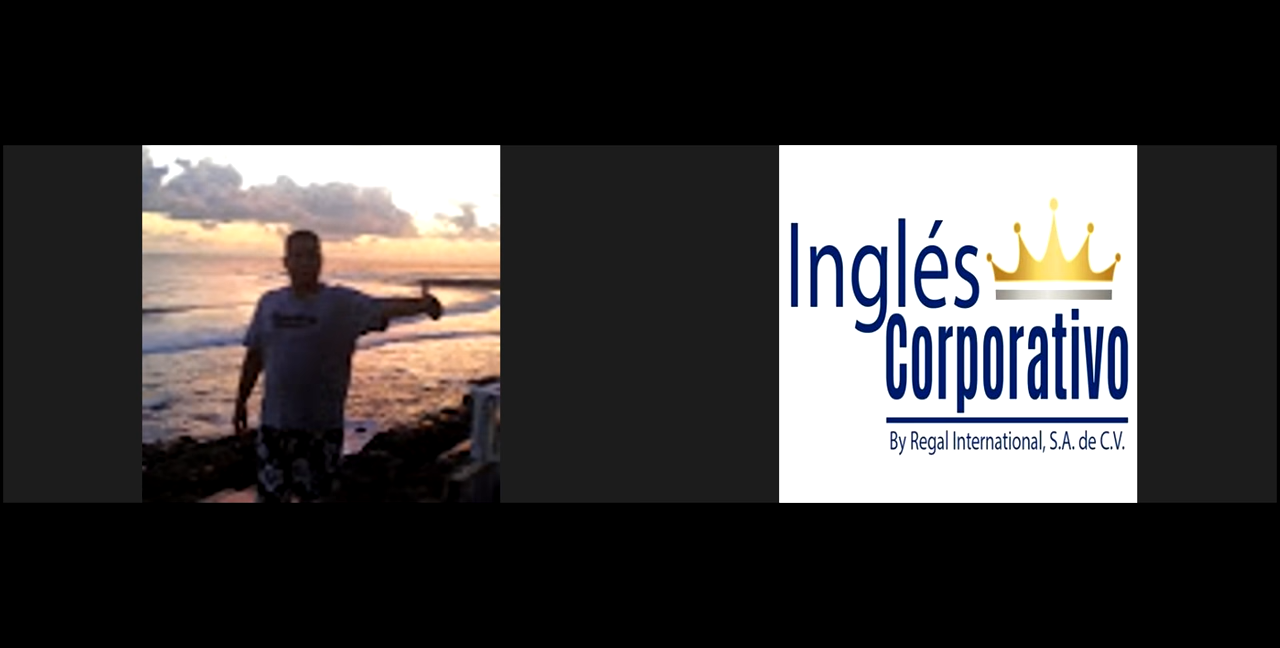 Inglés
Corporativo
By Regal International, S.A. de C.V.